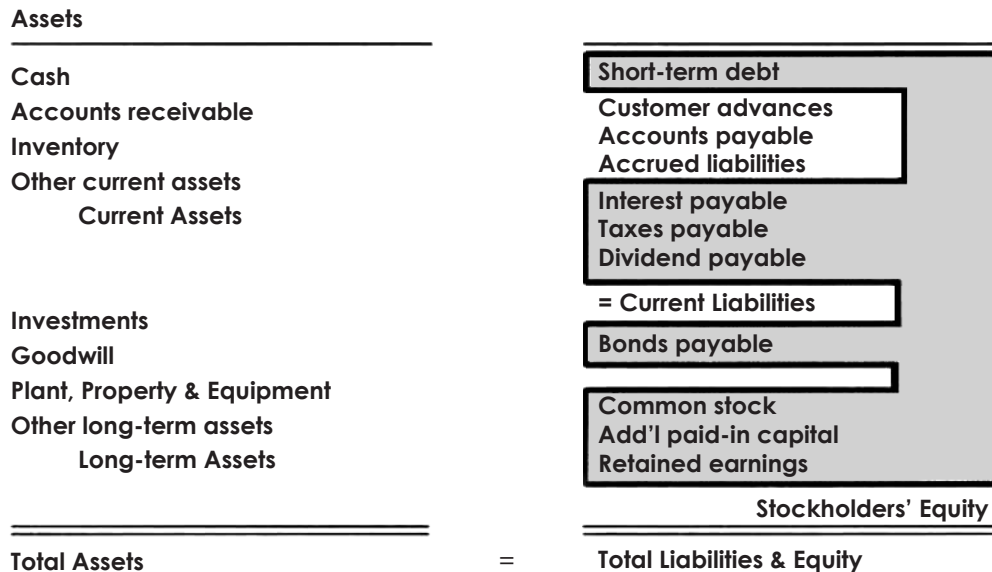 Assets
Cash
Accounts receivable
Inventory
Other current assets
Current Assets
Investments
Goodwill
Plant, Property & Equipment
Other long-term assets
Long-term Assets
Total Assets
=
Short-term debt
Customer advances
Accounts payable
Accrued liabilities
Interest payable
Taxes payable
Dividend payable
= Current Liabilities
Bonds payable
Common stock
Add’l paid-in capital
Retained earnings
Stockholders’ Equity
Total Liabilities & Equity